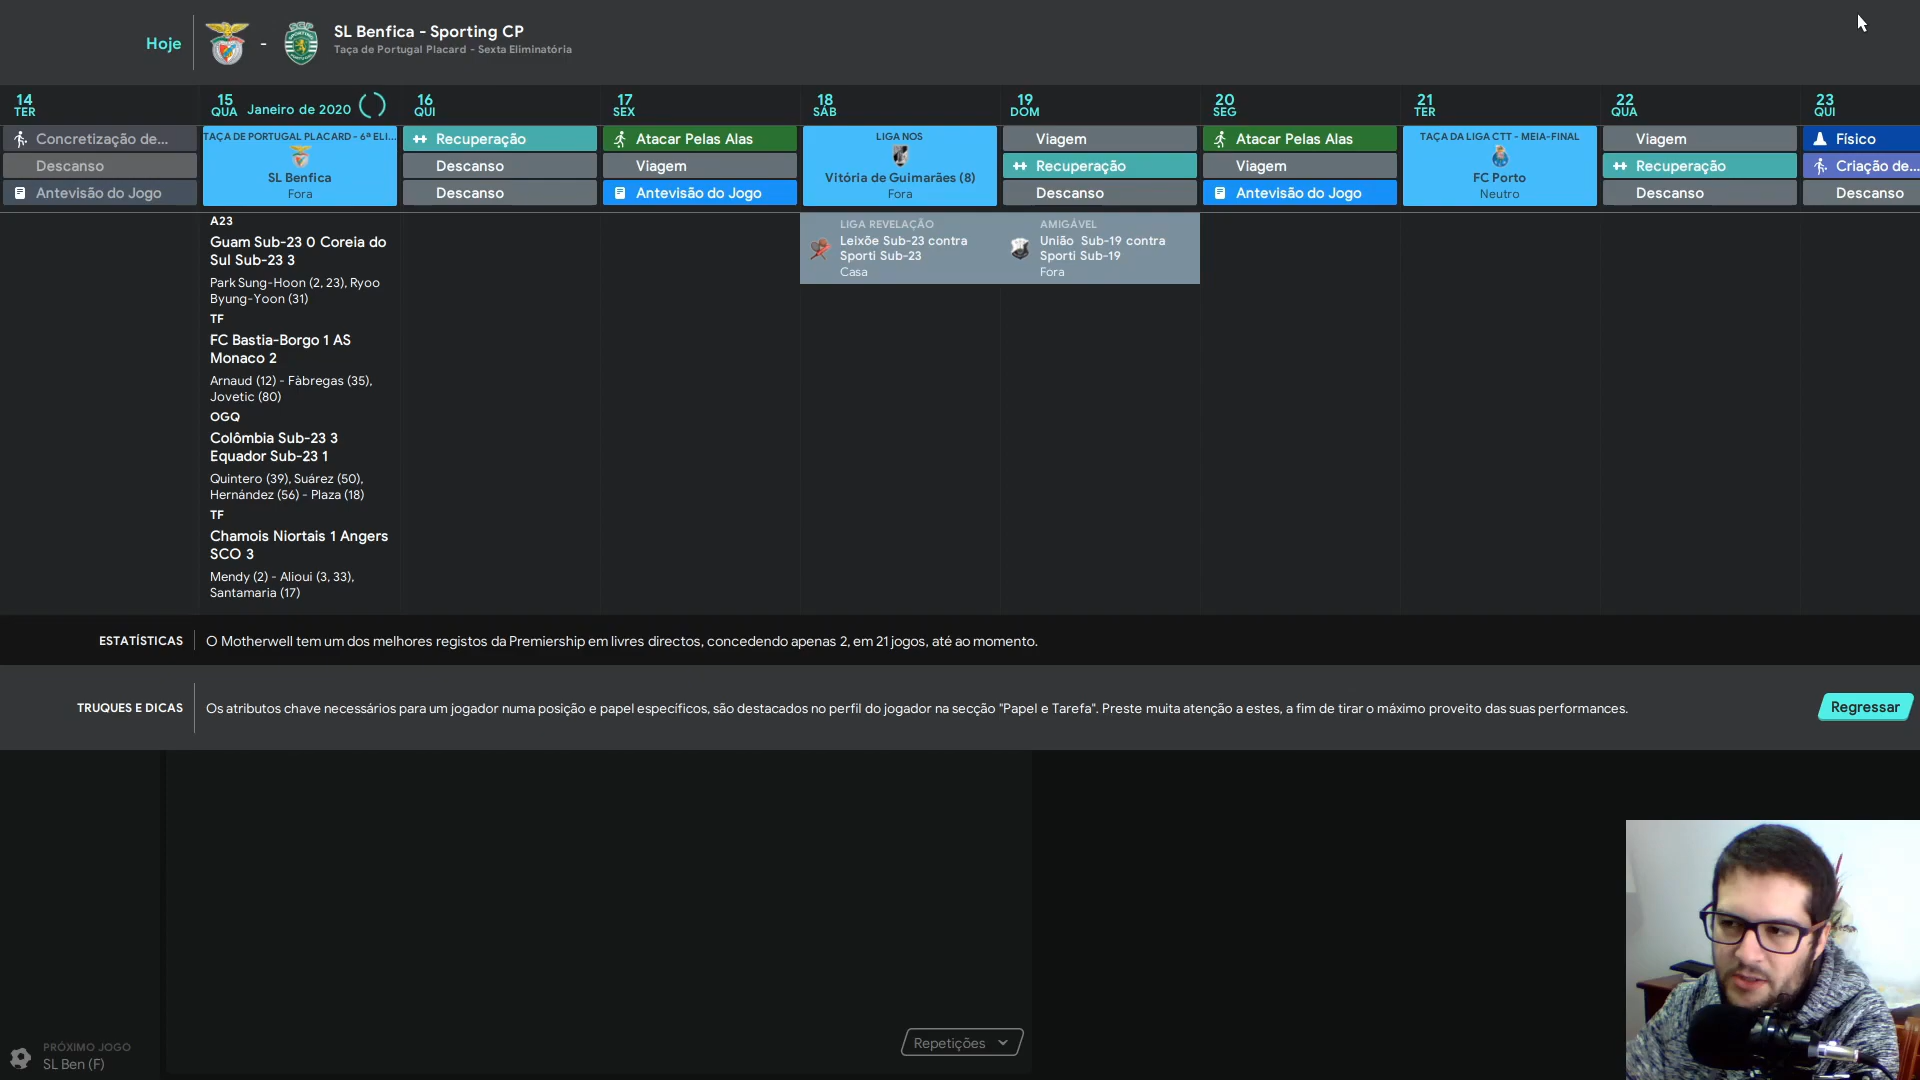 Hoje
-
SL Benfica - Sporting CP
Taça de Portugal Placard - Sexta Eliminatória
14
TER
15
QUA
Janeiro de 2020
16
QUI
17
SEX
18
SÁB
19
DOM
20
SEG
21
TER
22
QUA
23
QUI
Concretização de...
Descanso
Antevisão do Jogo
TAÇA DE PORTUGAL PLACARD - 6ª ELI...
SL Benfica
Fora
Recuperação
Descanso
Descanso
Atacar Pelas Alas
Viagem
Antevisão do Jogo
LIGA NOS
Vitória de Guimarães (8)
Fora
Viagem
Recuperação
Descanso
Atacar Pelas Alas
Viagem
Antevisão do Jogo
TAÇA DA LIGA CTT - MEIA-FINAL
FC Porto
Neutro
Viagem
Recuperação
Descanso
Físico
Criação de...
Descanso
A23
Guam Sub-23 0 Coreia do
Sul Sub-23 3
Park Sung-Hoon (2, 23), Ryoo
Byung-Yoon (31)
TF
FC Bastia-Borgo 1 AS
Monaco 2
Arnaud (12) - Fàbregas (35),
Jovetic (80)
OGQ
Colômbia Sub-23 3
Equador Sub-23 1
Quintero (39), Suárez (50),
Hernández (56) - Plaza (18)
TF
Chamois Niortais 1 Angers
SCO 3
Mendy (2) - Alioui (3, 33),
Santamaria (17)
LIGA REVELAÇÃO
Leixõe Sub-23 contra
Sporti Sub-23
Casa
AMIGÁVEL
União Sub-19 contra
Sporti Sub-19
Fora
ESTATÍSTICAS
O Motherwell tem um dos melhores registos da Premiership em livres directos, concedendo apenas 2, em 21 jogos, até ao momento.
TRUQUES E DICAS
Os atributos chave necessários para um jogador numa posição e papel específicos, são destacados no perfil do jogador na secção "Papel e Tarefa". Preste muita atenção a estes, a fim de tirar o máximo proveito das suas performances.
Regressar
Repetições
PRÓXIMO JOGO
SL Ben (F)